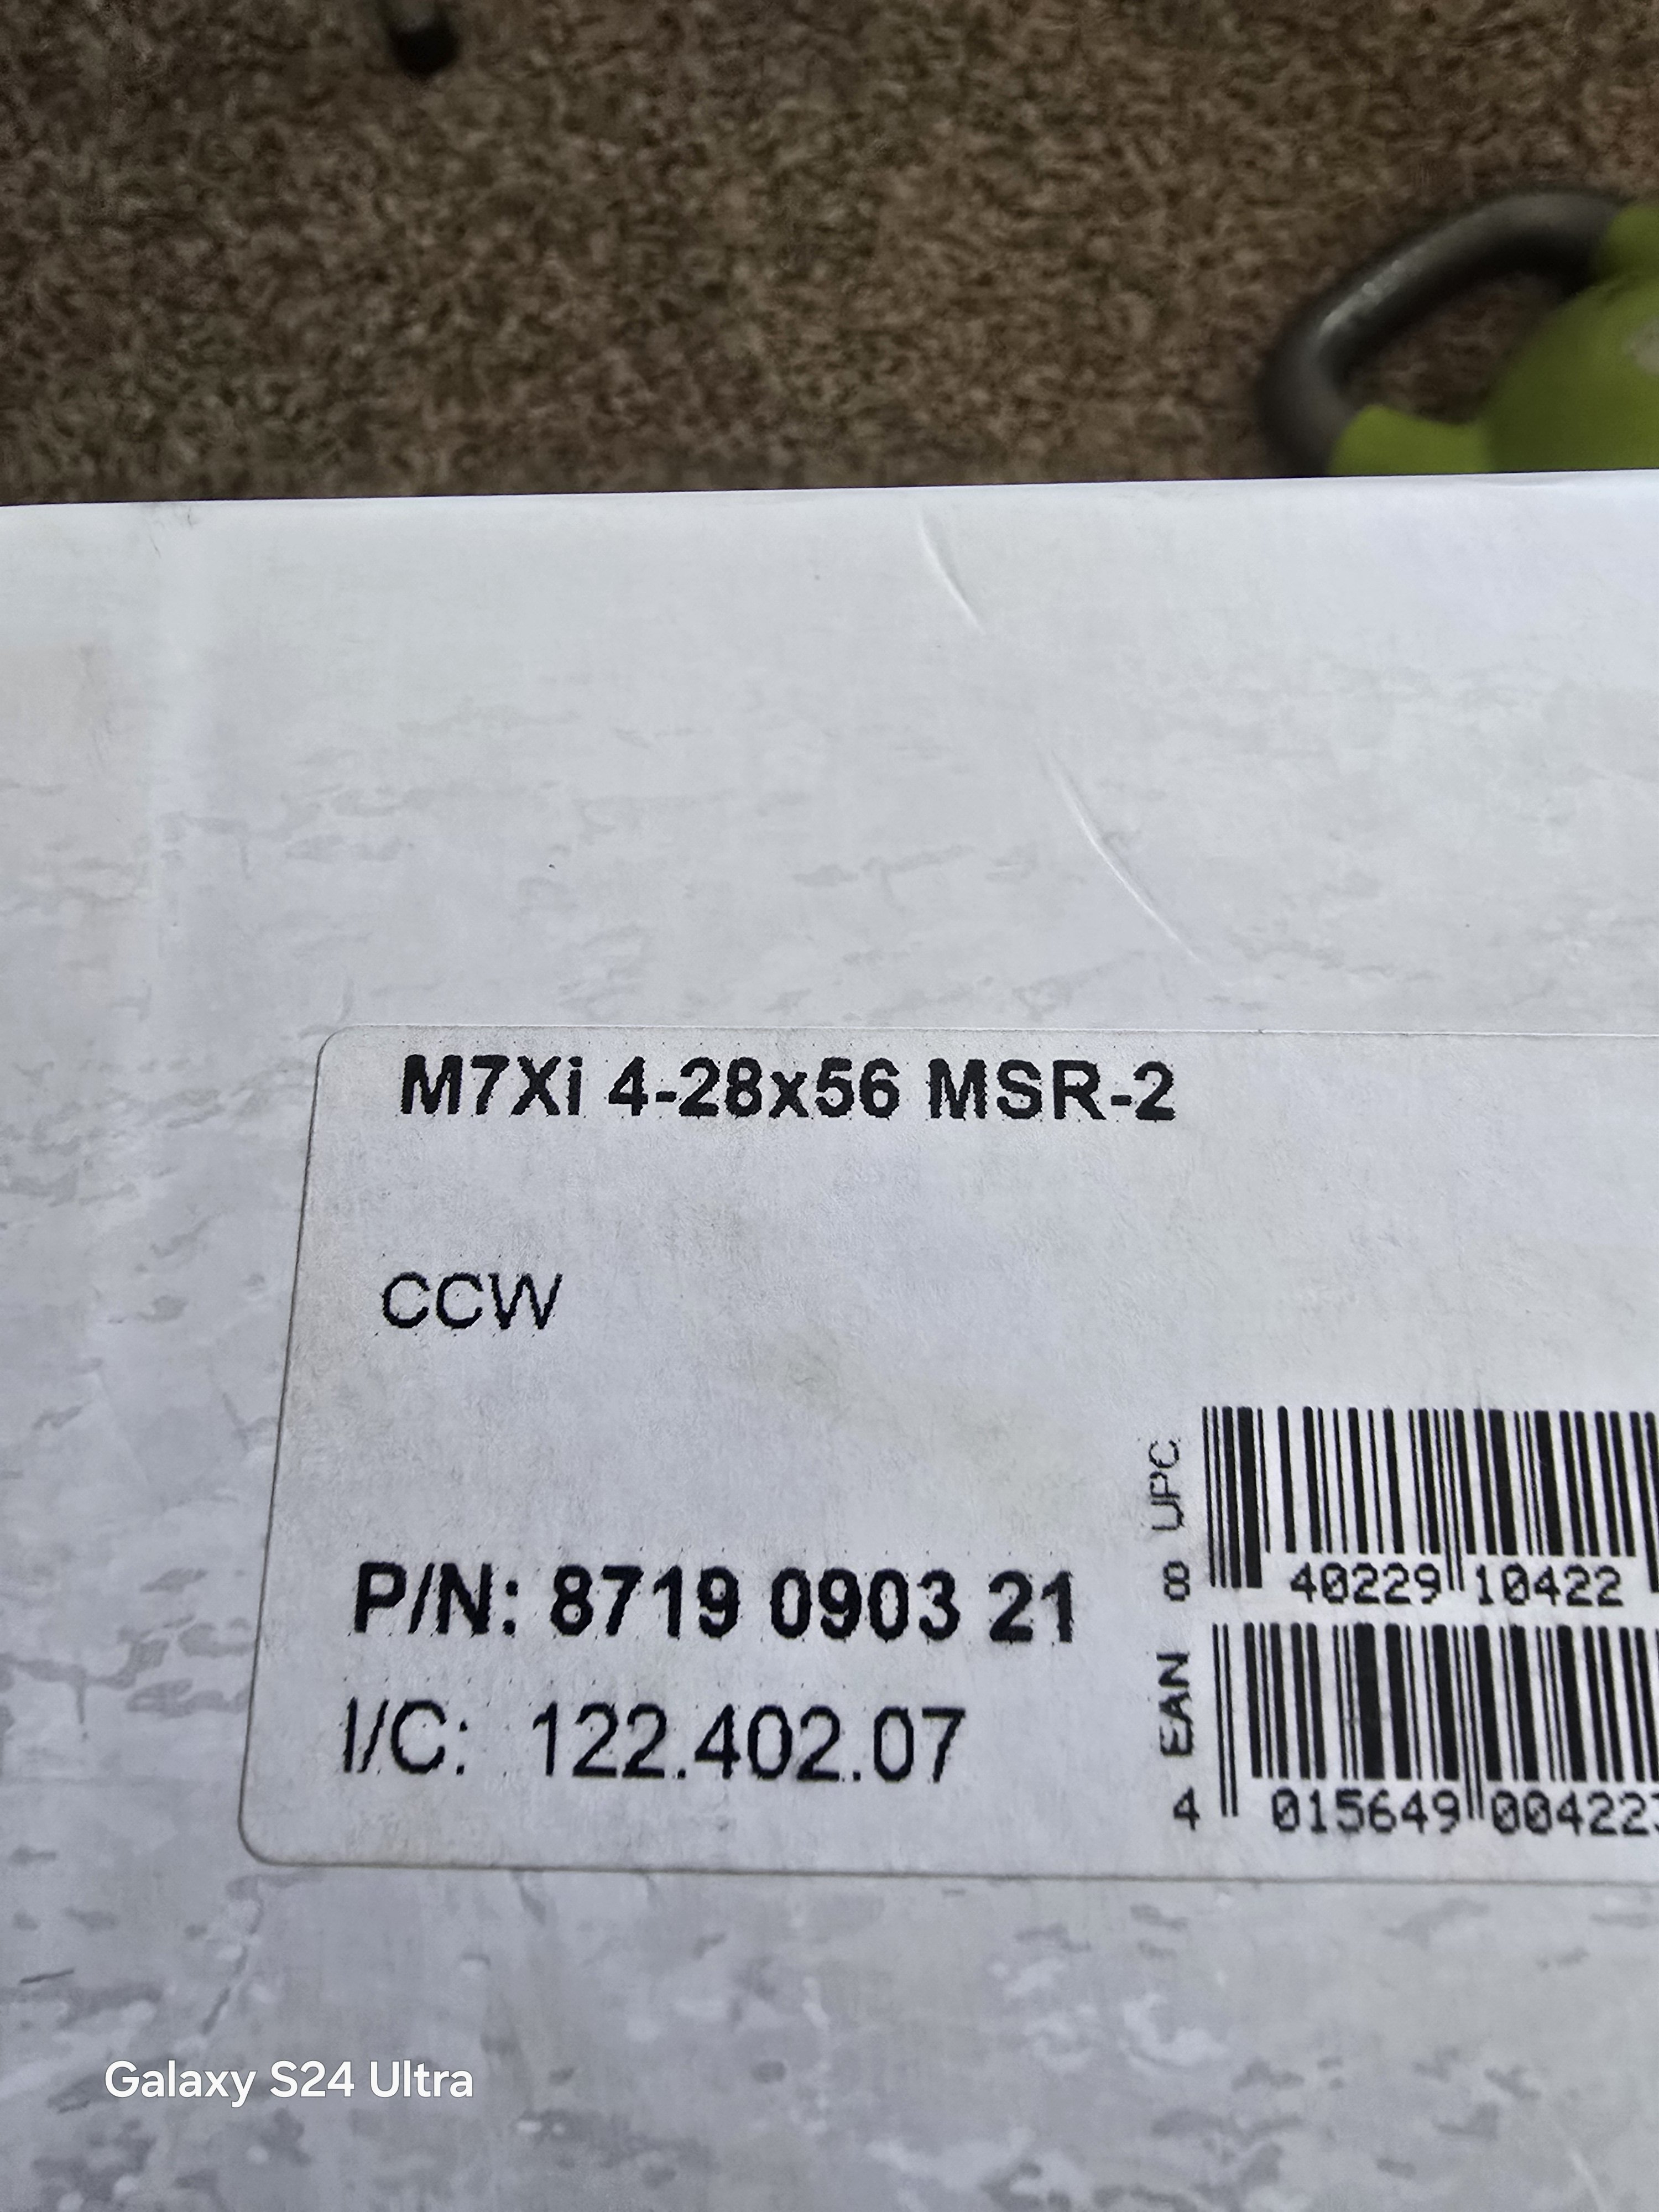 M7Xi 4-28x56 MSR-2
CCW
P/N: 8719 0903 21
I/C: 122.402.07
UPC
8 40229 10422
EAN
4 015649 00422
Galaxy S24 Ultra